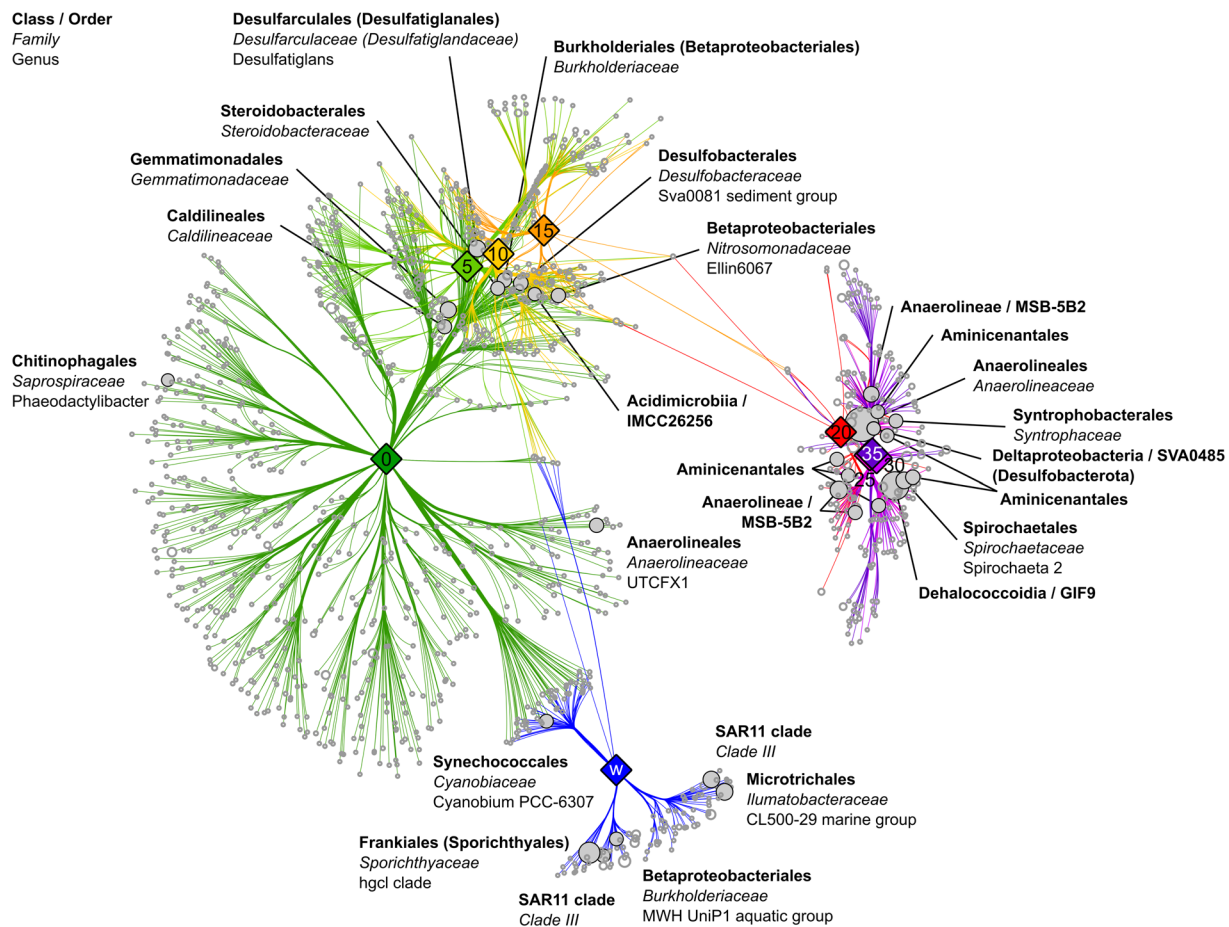 Class / Order
Family
Genus
Desulfarculales (Desulfatiglanales)
Desulfarculaceae (Desulfatiglandaceae)
Desulfatiglans
Burkholderiales (Betaproteobacteriales)
Burkholderiaceae
Steroidobacterales
Steroidobacteraceae
Gemmatimonadales
Gemmatimonadaceae
Desulfobacterales
Desulfobacteraceae
Sva0081 sediment group
Caldilineales
Caldilineaceae
Betaproteobacteriales
Nitrosomonadaceae
Ellin6067
15
10
5
Anaerolineae / MSB-5B2
Aminicenantales
Chitinophagales
Saprospiraceae
Phaeodactylibacter
Anaerolineales
Anaerolineaceae
Acidimicrobiia /
IMCC26256
Syntrophobacterales
Syntrophaceae
20
0
35
30
25
Deltaproteobacteria / SVA0485
(Desulfobacterota)
Aminicenantales
Aminicenantales
Anaerolineae /
MSB-5B2
Spirochaetales
Spirochaetaceae
Spirochaeta 2
Anaerolineales
Anaerolineaceae
UTCFX1
Dehalococcoidia / GIF9
SAR11 clade
Clade III
W
Synechococcales
Cyanobiaceae
Cyanobium PCC-6307
Microtrichales
Ilumatobacteraceae
CL500-29 marine group
Frankiales (Sporichthyales)
Sporichthyaceae
hgcl clade
Betaproteobacteriales
Burkholderiaceae
MWH UniP1 aquatic group
SAR11 clade
Clade III